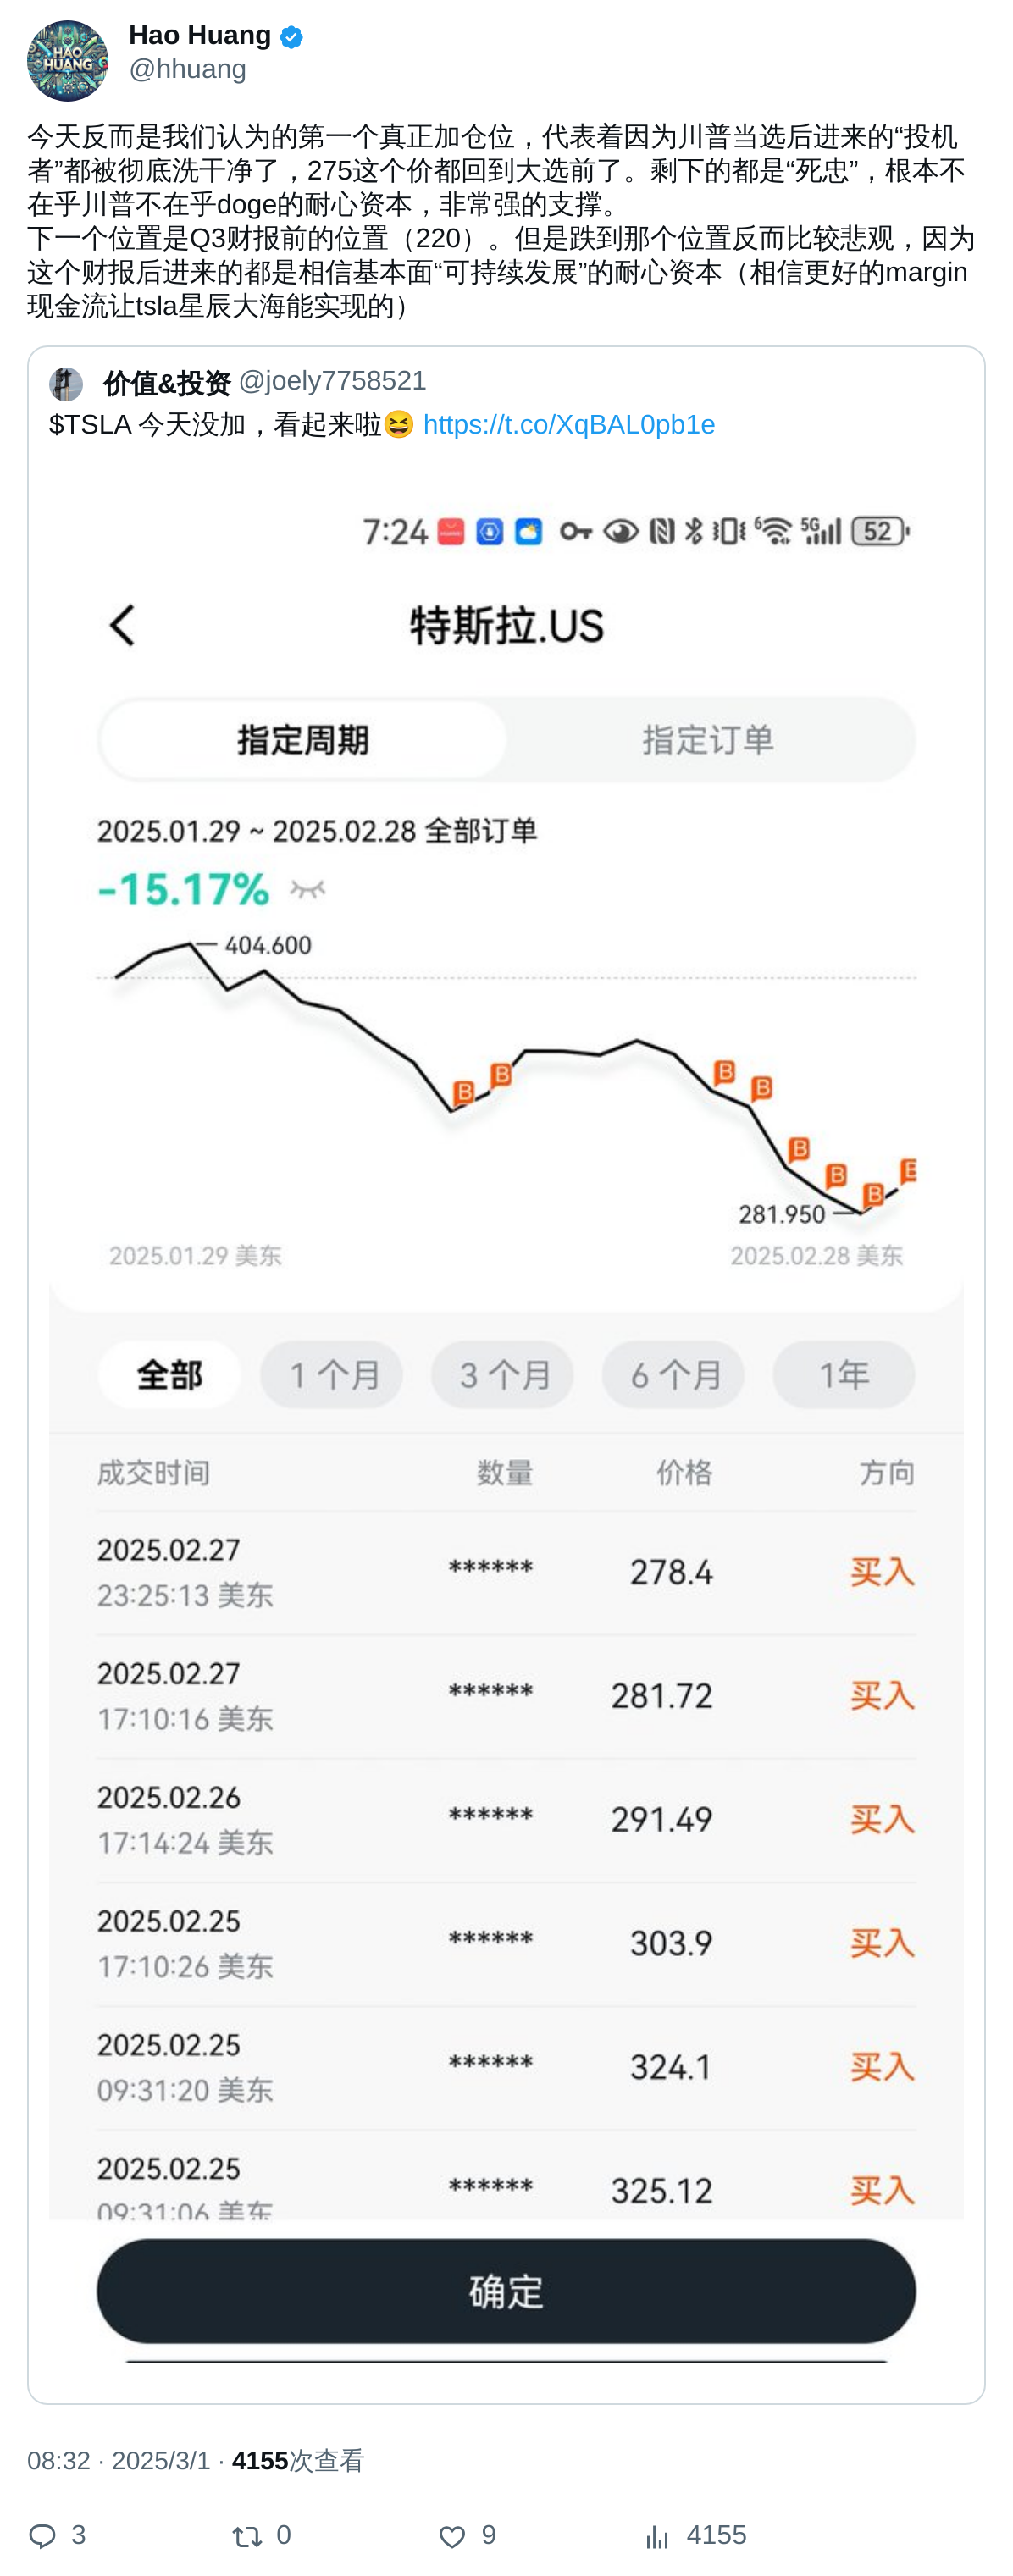 Hao Huang
@hhuang
今天反而是我们认为的第一个真正加仓位，代表着因为川普当选后进来的“投机
者”都被彻底洗干净了，275这个价都回到大选前了。剩下的都是“死忠”，根本不
在乎川普不在乎doge的耐心资本，非常强的支撑。
下一个位置是Q3财报前的位置（220）。但是跌到那个位置反而比较悲观，因为
这个财报后进来的都是相信基本面“可持续发展”的耐心资本（相信更好的margin
现金流让tsla星辰大海能实现的）
价值&投资 @joely7758521
$TSLA 今天没加，看起来啦😆 https://t.co/XqBAL0pb1e
7:24 6 5G 52
特斯拉.US
指定周期 指定订单
2025.01.29 ~ 2025.02.28 全部订单
-15.17%
404.600
B B B B B B B B
281.950
2025.01.29 美东 2025.02.28 美东
全部 1 个月 3 个月 6 个月 1年
成交时间 数量 价格 方向
2025.02.27
23:25:13 美东 ****** 278.4 买入
2025.02.27
17:10:16 美东 ****** 281.72 买入
2025.02.26
17:14:24 美东 ****** 291.49 买入
2025.02.25
17:10:26 美东 ****** 303.9 买入
2025.02.25
09:31:20 美东 ****** 324.1 买入
2025.02.25
09:31:06 美东 ****** 325.12 买入
确定
08:32 · 2025/3/1 · 4155次查看
3 0 9 4155